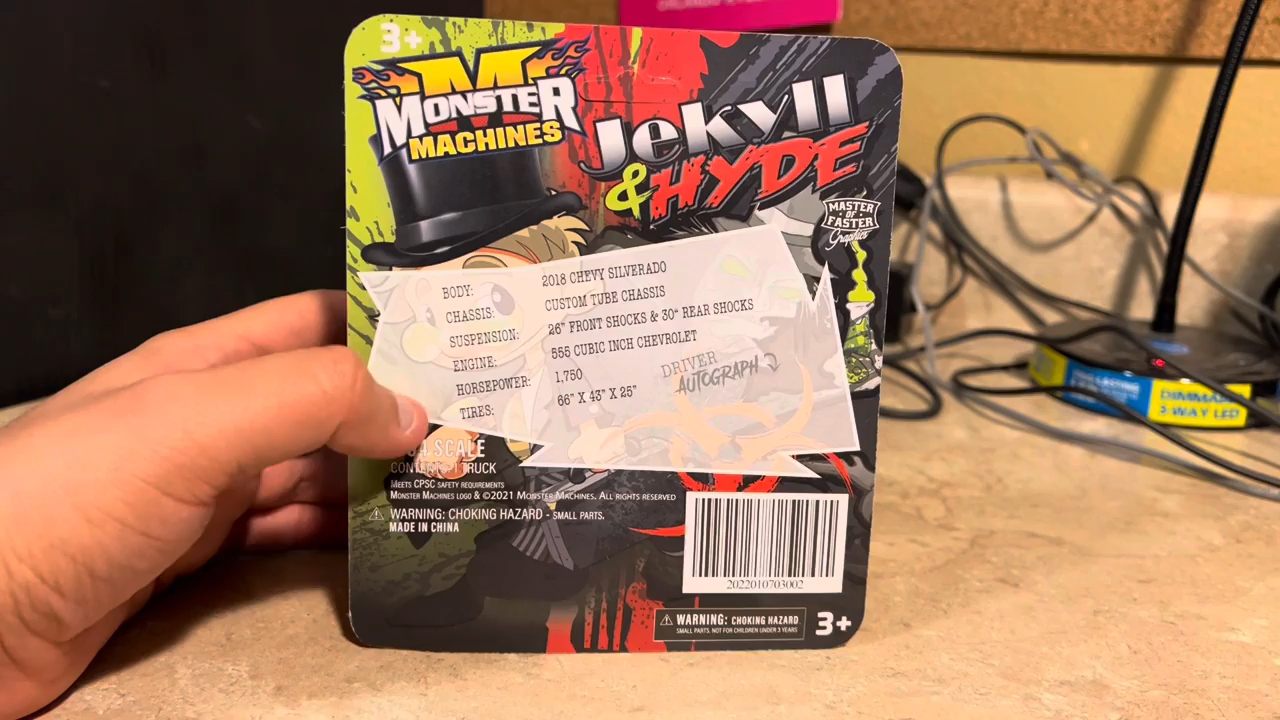 3+
MONSTER
MACHINES
Jekyll
& HYDE
MASTER
OF
FASTER
Graphics
BODY: 2018 CHEVY SILVERADO
CHASSIS: CUSTOM TUBE CHASSIS
SUSPENSION: 26" FRONT SHOCKS & 30" REAR SHOCKS
ENGINE: 555 CUBIC INCH CHEVROLET
HORSEPOWER: 1,750
TIRES: 66" X 43" X 25"
DRIVER
AUTOGRAPH
SCALE
CONTENTS: 1 TRUCK
MEETS CPSC SAFETY REQUIREMENTS
MONSTER MACHINES LOGO & ©2021 MONSTER MACHINES. ALL RIGHTS RESERVED
WARNING: CHOKING HAZARD - SMALL PARTS.
MADE IN CHINA
2022010703002
WARNING: CHOKING HAZARD
SMALL PARTS. NOT FOR CHILDREN UNDER 3 YEARS
3+
DIMMABLE
3-WAY LED